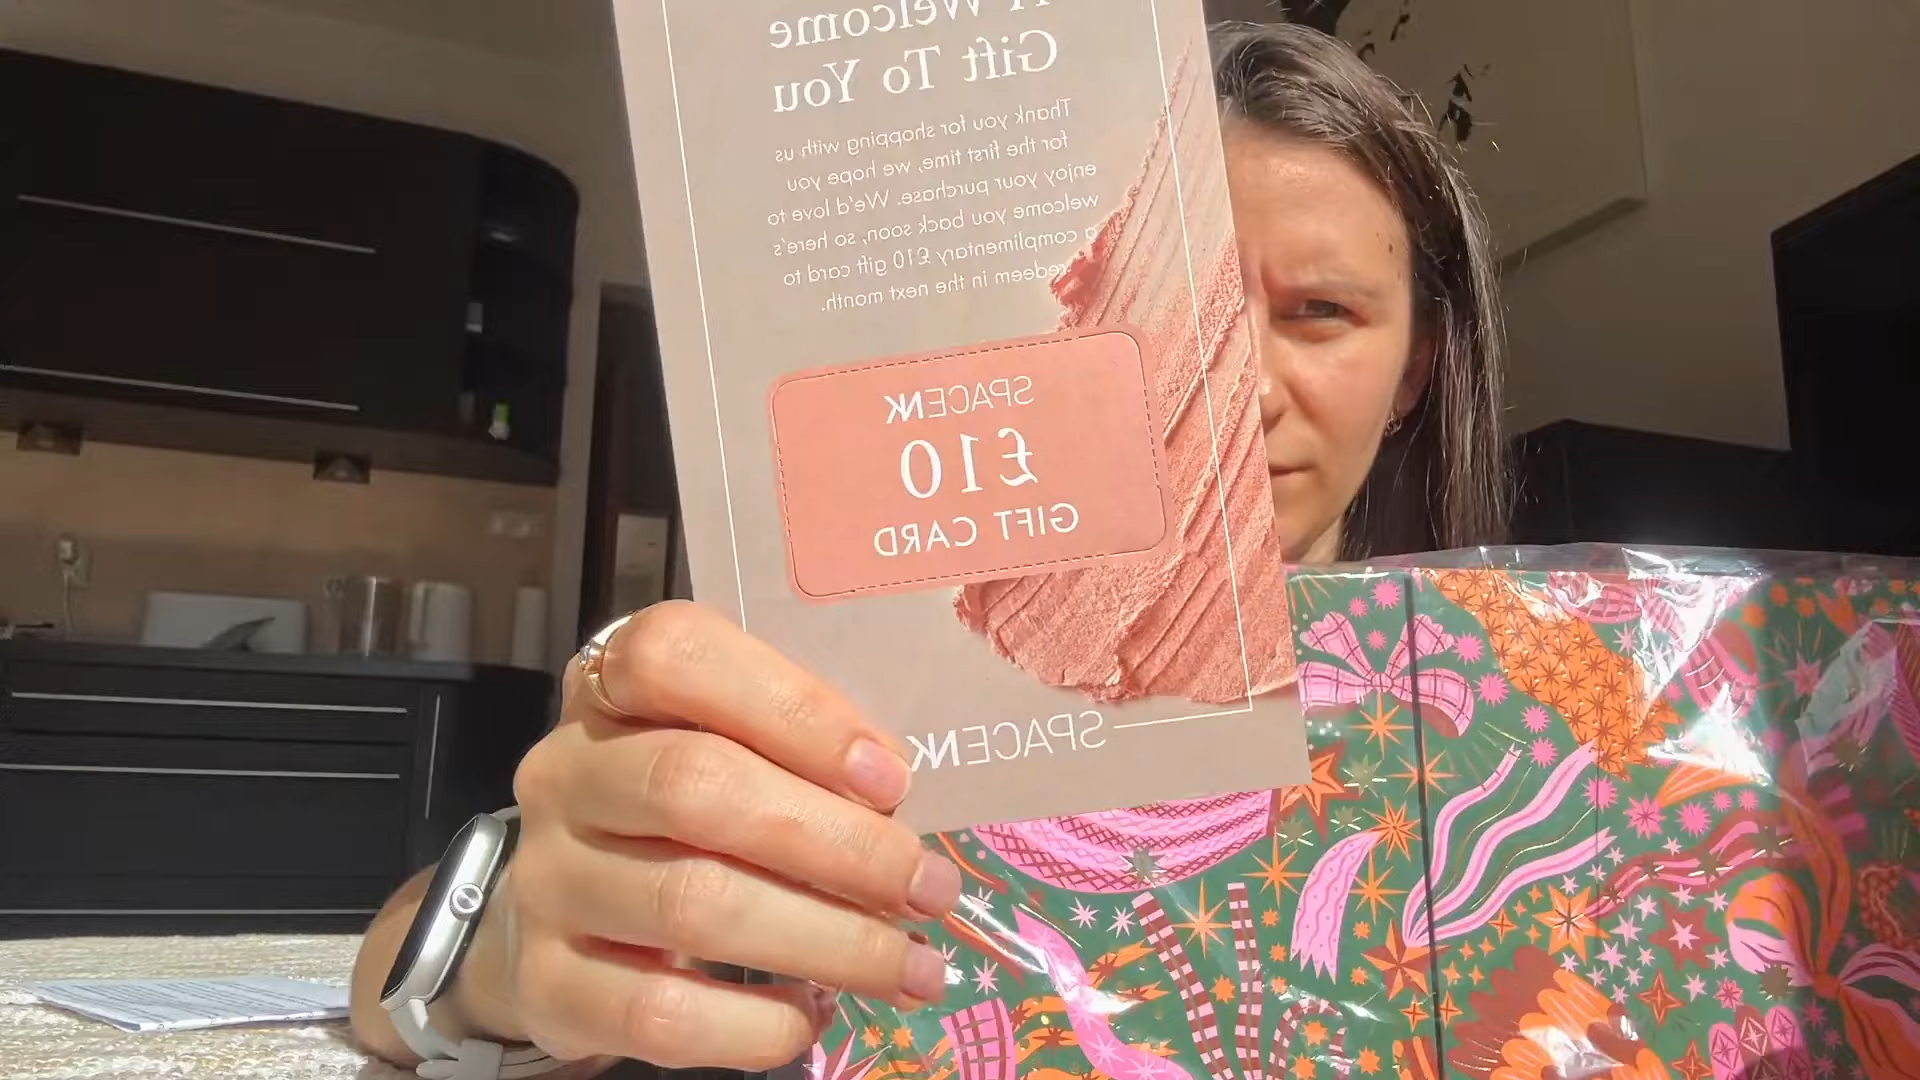 A Welcome
Gift To You
Thank you for shopping with us
for the first time, we hope you
enjoy your purchase. We'd love to
welcome you back soon, so here's
a complimentary £10 gift card to
redeem in the next month.
SPACENK
£10
GIFT CARD
SPACENK